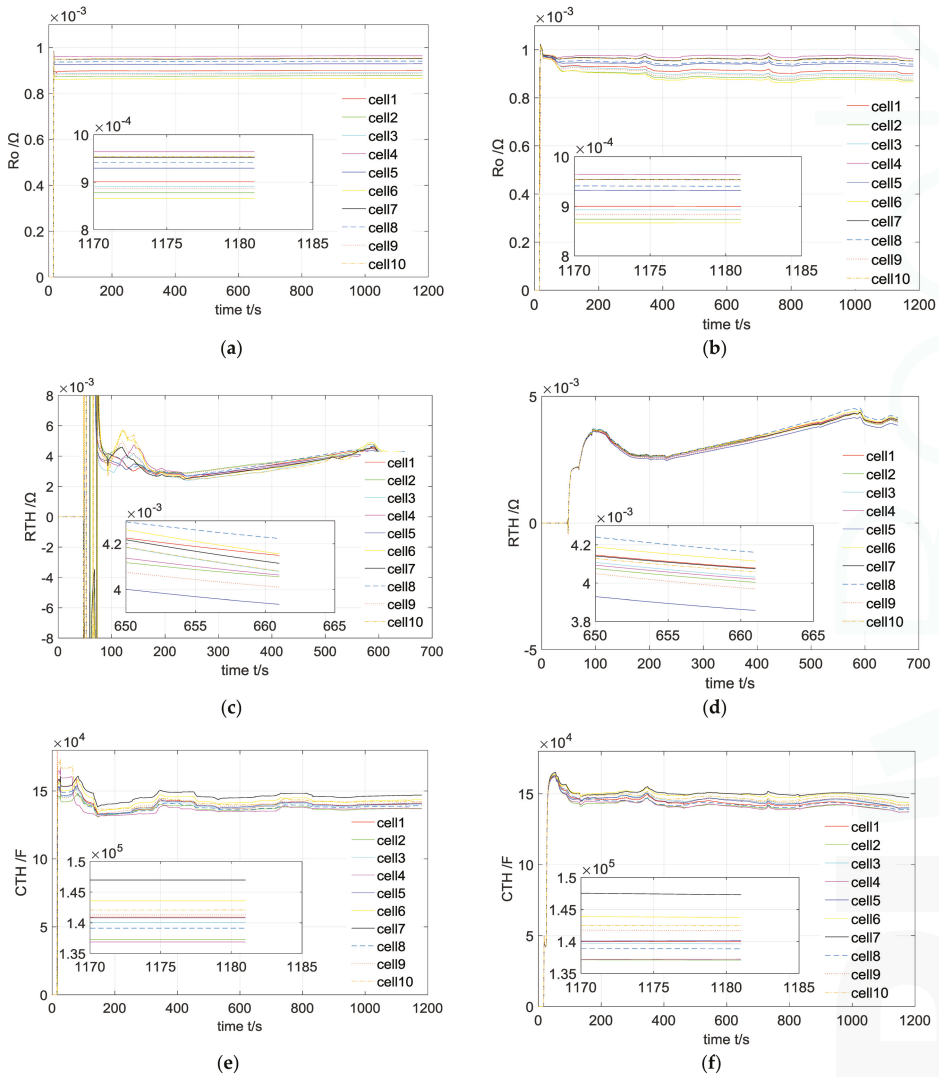 ×10⁻³
1
0.8
0.6
0.4
0.2
0
Ro /Ω
×10⁻⁴
10
9
8
1170 1175 1180 1185
cell1
cell2
cell3
cell4
cell5
cell6
cell7
cell8
cell9
cell10
0 200 400 600 800 1000 1200
time t/s
(a)
×10⁻³
1
0.8
0.6
0.4
0.2
0
Ro /Ω
×10⁻⁴
10
9
8
1170 1175 1180 1185
cell1
cell2
cell3
cell4
cell5
cell6
cell7
cell8
cell9
cell10
0 200 400 600 800 1000 1200
time t/s
(b)
×10⁻³
8
6
4
2
0
-2
-4
-6
-8
RTH /Ω
×10⁻³
4.2
4
650 655 660 665
cell1
cell2
cell3
cell4
cell5
cell6
cell7
cell8
cell9
cell10
0 100 200 300 400 500 600 700
time t/s
(c)
×10⁻³
5
0
-5
RTH /Ω
×10⁻³
4.2
4
3.8
650 655 660 665
cell1
cell2
cell3
cell4
cell5
cell6
cell7
cell8
cell9
cell10
0 100 200 300 400 500 600 700
time t/s
(d)
×10⁴
15
10
5
0
CTH /F
×10⁵
1.5
1.45
1.4
1.35
1170 1175 1180 1185
cell1
cell2
cell3
cell4
cell5
cell6
cell7
cell8
cell9
cell10
0 200 400 600 800 1000 1200
time t/s
(e)
×10⁴
15
10
5
0
CTH /F
×10⁵
1.5
1.45
1.4
1.35
1170 1175 1180 1185
cell1
cell2
cell3
cell4
cell5
cell6
cell7
cell8
cell9
cell10
0 200 400 600 800 1000 1200
time t/s
(f)